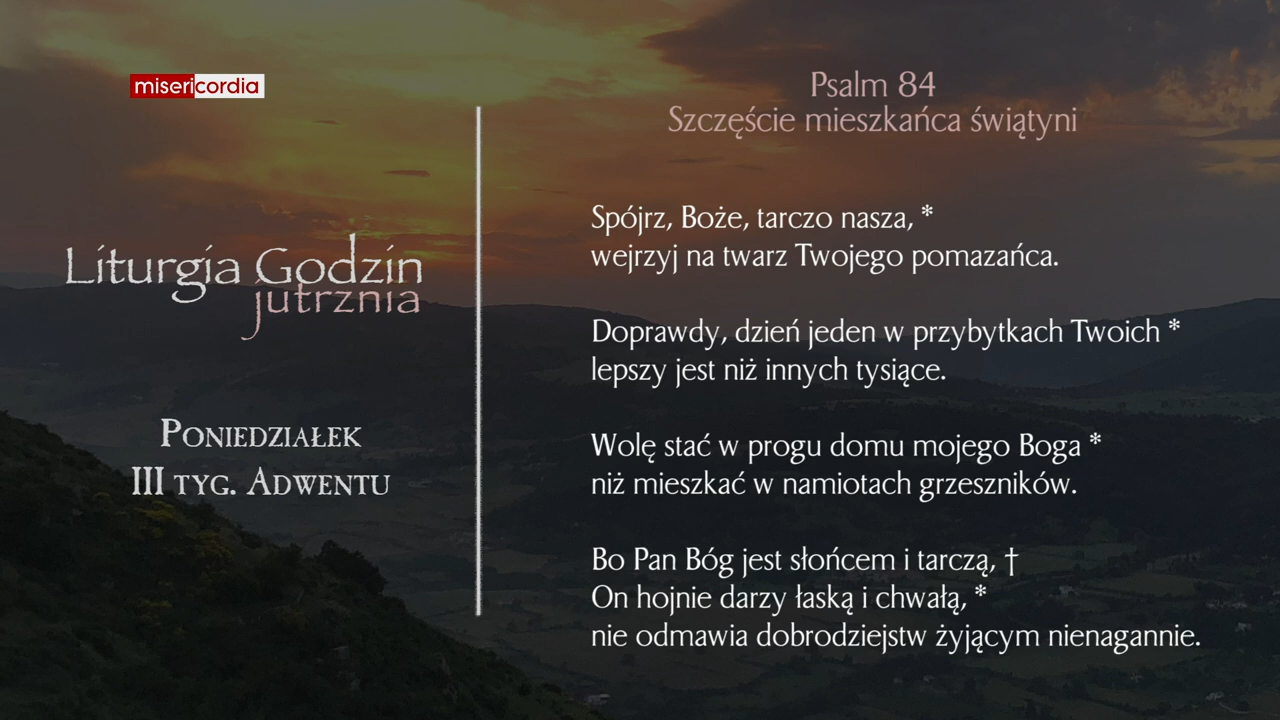 misericordia
Liturgia Godzin
jutrznia
Poniedziałek
III tyg. Adwentu
Psalm 84
Szczęście mieszkańca świątyni
Spójrz, Boże, tarczo nasza, *
wejrzyj na twarz Twojego pomazańca.
Doprawdy, dzień jeden w przybytkach Twoich *
lepszy jest niż innych tysiące.
Wolę stać w progu domu mojego Boga *
niż mieszkać w namiotach grzeszników.
Bo Pan Bóg jest słońcem i tarczą, †
On hojnie darzy łaską i chwałą, *
nie odmawia dobrodziejstw żyjącym nienagannie.